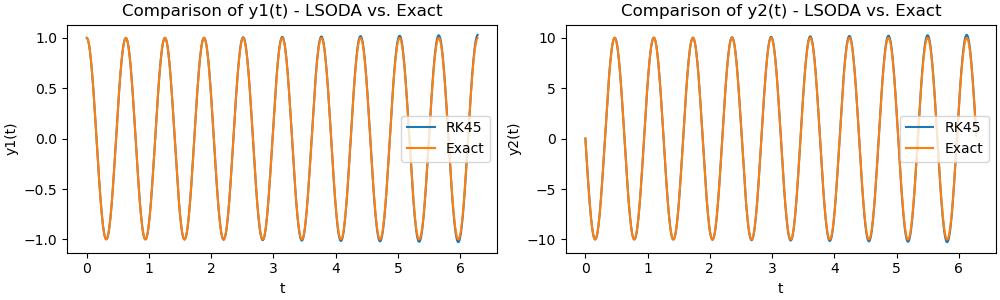 Comparison of y1(t) - LSODA vs. Exact
1.0
0.5
0.0
−0.5
−1.0
y1(t)
RK45
Exact
0 1 2 3 4 5 6
t
Comparison of y2(t) - LSODA vs. Exact
10
5
0
−5
−10
y2(t)
RK45
Exact
0 1 2 3 4 5 6
t